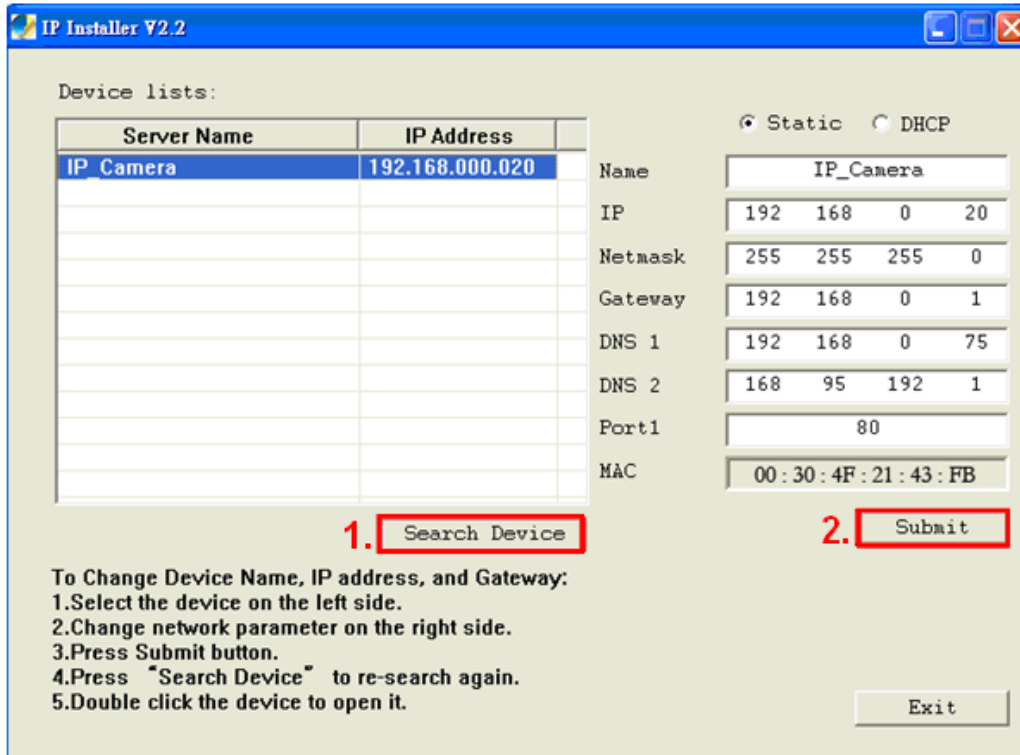 IP Installer V2.2
Device lists:
Server Name IP Address
IP_Camera 192.168.000.020
Static DHCP
Name IP_Camera
IP 192 168 0 20
Netmask 255 255 255 0
Gateway 192 168 0 1
DNS 1 192 168 0 75
DNS 2 168 95 192 1
Port1 80
MAC 00 : 30 : 4F : 21 : 43 : FB
1. Search Device
2. Submit
To Change Device Name, IP address, and Gateway:
1.Select the device on the left side.
2.Change network parameter on the right side.
3.Press Submit button.
4.Press “Search Device” to re-search again.
5.Double click the device to open it.
Exit